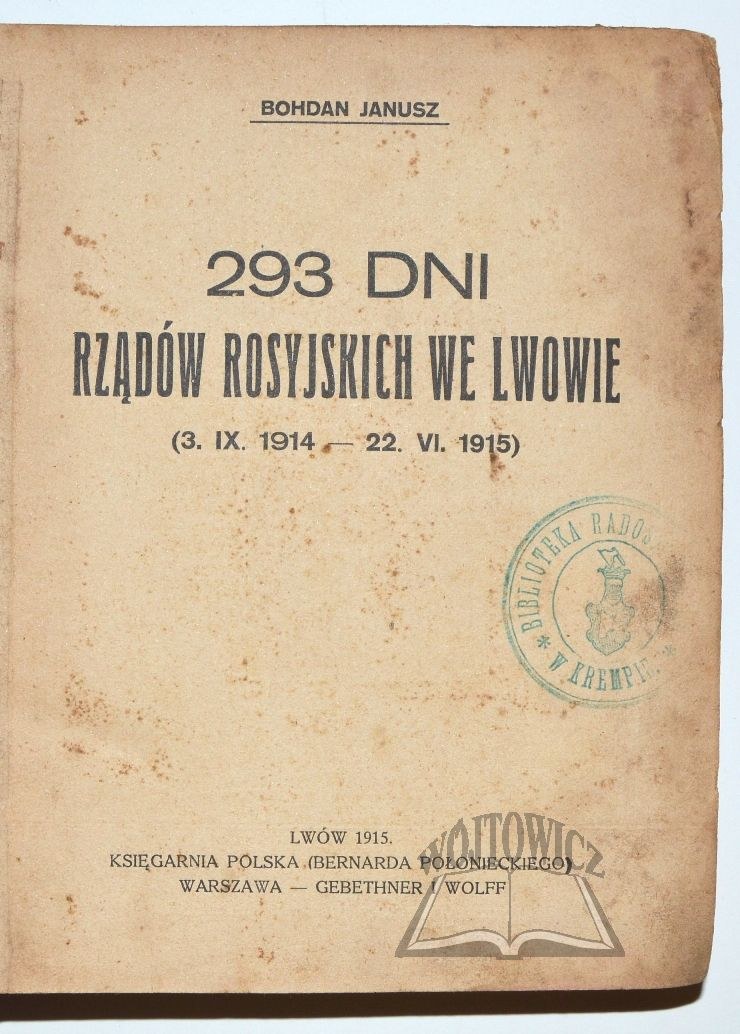 BOHDAN JANUSZ
293 DNI
RZĄDÓW ROSYJSKICH WE LWOWIE
(3. IX. 1914 — 22. VI. 1915)
* BIBLIOTEKA
* W
LWÓW 1915.
KSIĘGARNIA POLSKA (BERNARDA POŁONIECKIEGO)
WARSZAWA — GEBETHNER I WOLFF
WÓJTOWICZ